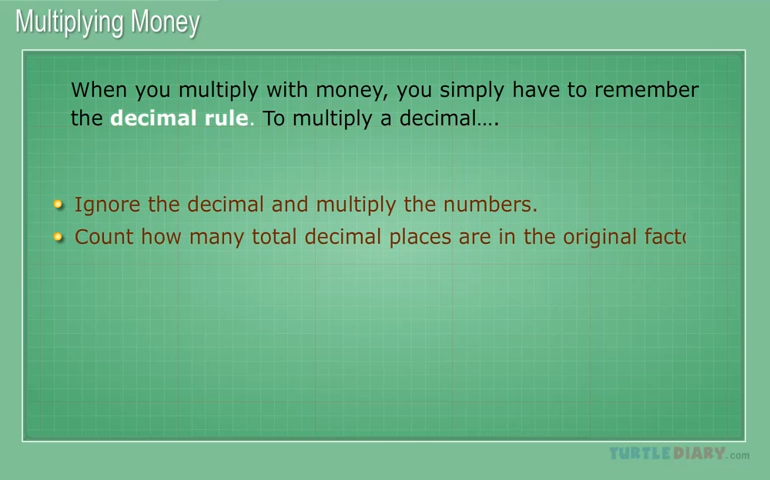 Multiplying Money
When you multiply with money, you simply have to remember
the decimal rule. To multiply a decimal....
Ignore the decimal and multiply the numbers.
Count how many total decimal places are in the original
TURTLEDIARY.com